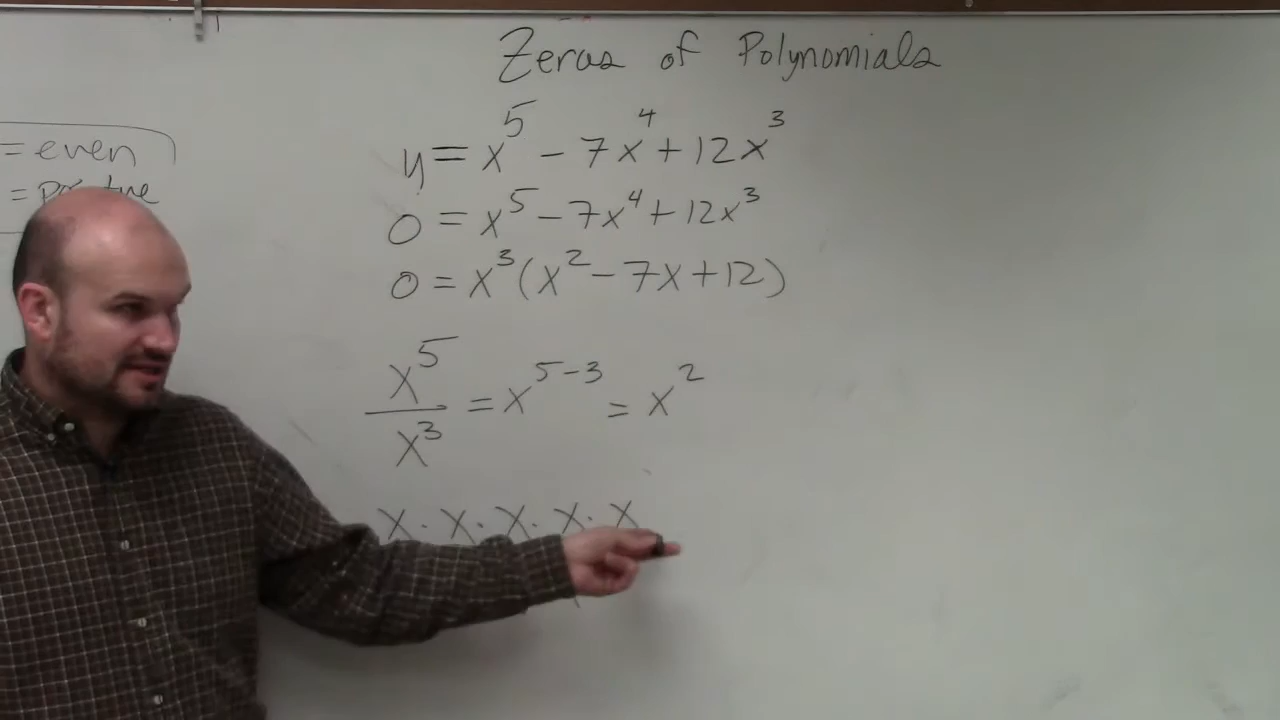 Zeros of Polynomials
= even
= positive
y = x^5 - 7x^4 + 12x^3
0 = x^5 - 7x^4 + 12x^3
0 = x^3(x^2 - 7x + 12)
x^5/x^3 = x^(5-3) = x^2
x · x · x · x · x